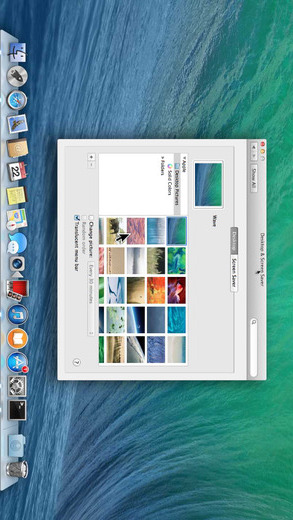 Desktop & Screen Saver
Show All
Desktop
Screen Saver
Wave
Apple
Desktop Pictures
Solid Colors
Folders
Change picture:
Every 30 minutes
Random order
Translucent menu bar
+
-
?
22